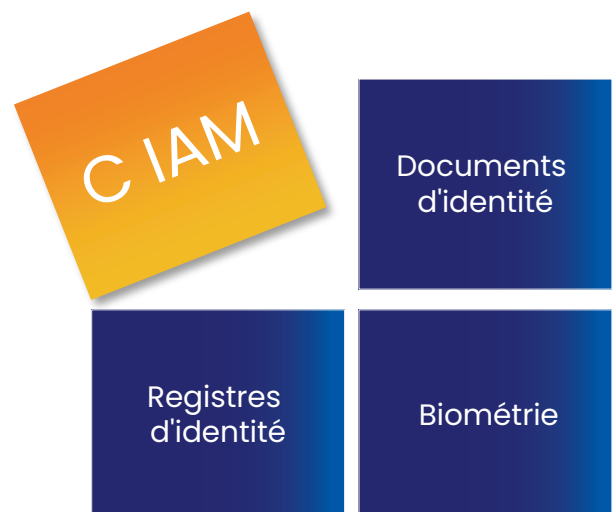 C IAM
Documents
d'identité
Registres
d'identité
Biométrie